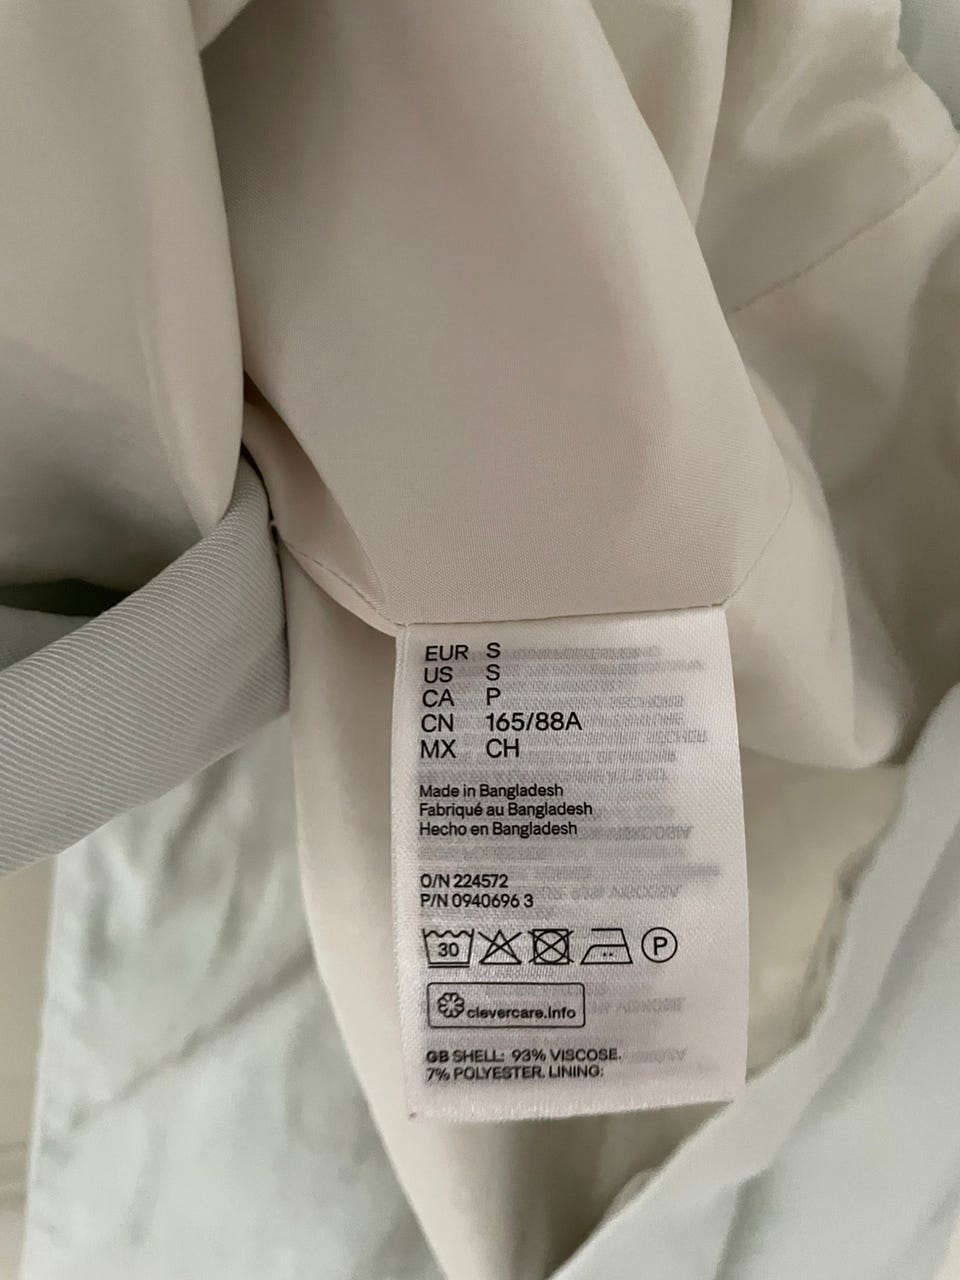 EUR S
US S
CA P
CN 165/88A
MX CH
Made in Bangladesh
Fabriqué au Bangladesh
Hecho en Bangladesh
O/N 224572
P/N 0940696 3
30
P
clevercare.info
GB SHELL: 93% VISCOSE.
7% POLYESTER. LINING: